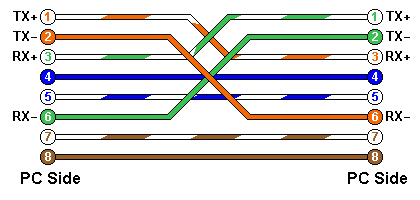 TX+ 1 1 TX+
TX− 2 2 TX−
RX+ 3 3 RX+
4 4
5 5
RX− 6 6 RX−
7 7
8 8
PC Side PC Side